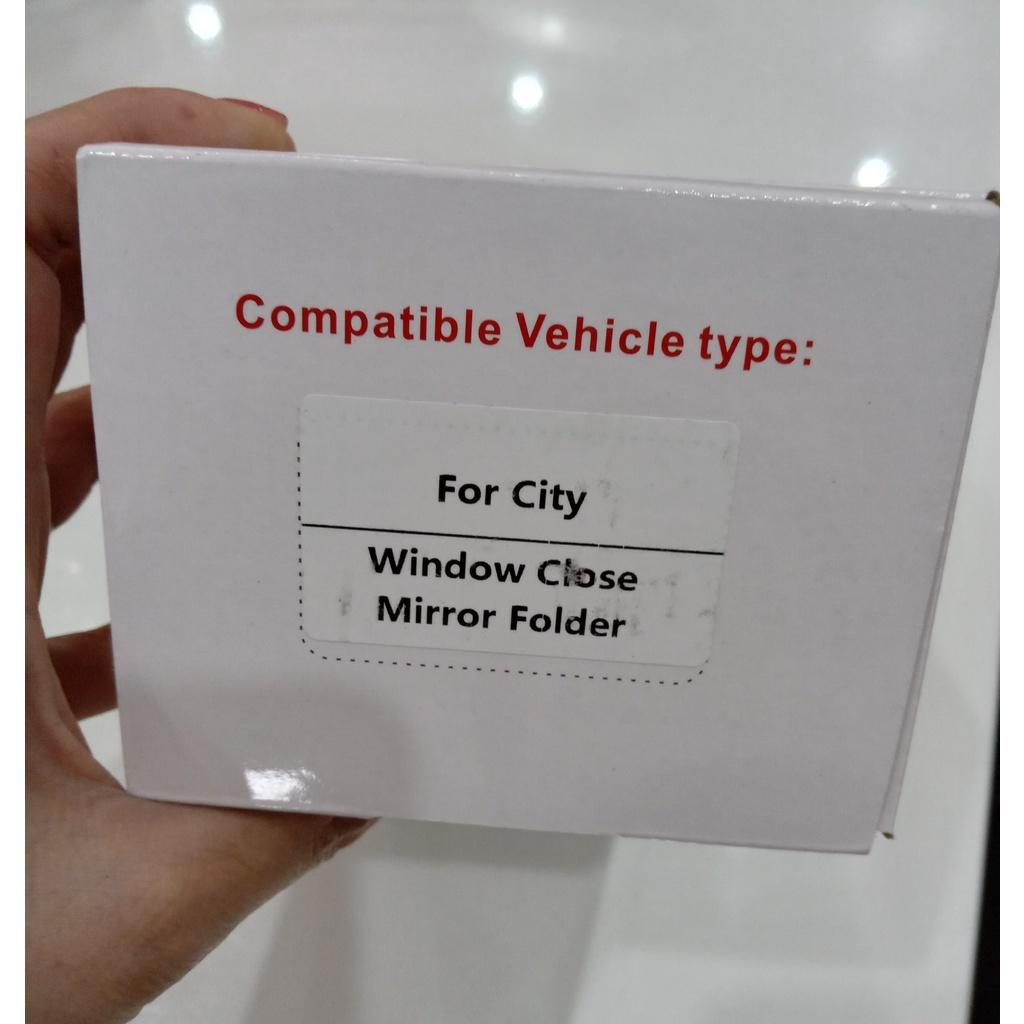 Compatible Vehicle type:
For City
Window Close
Mirror Folder